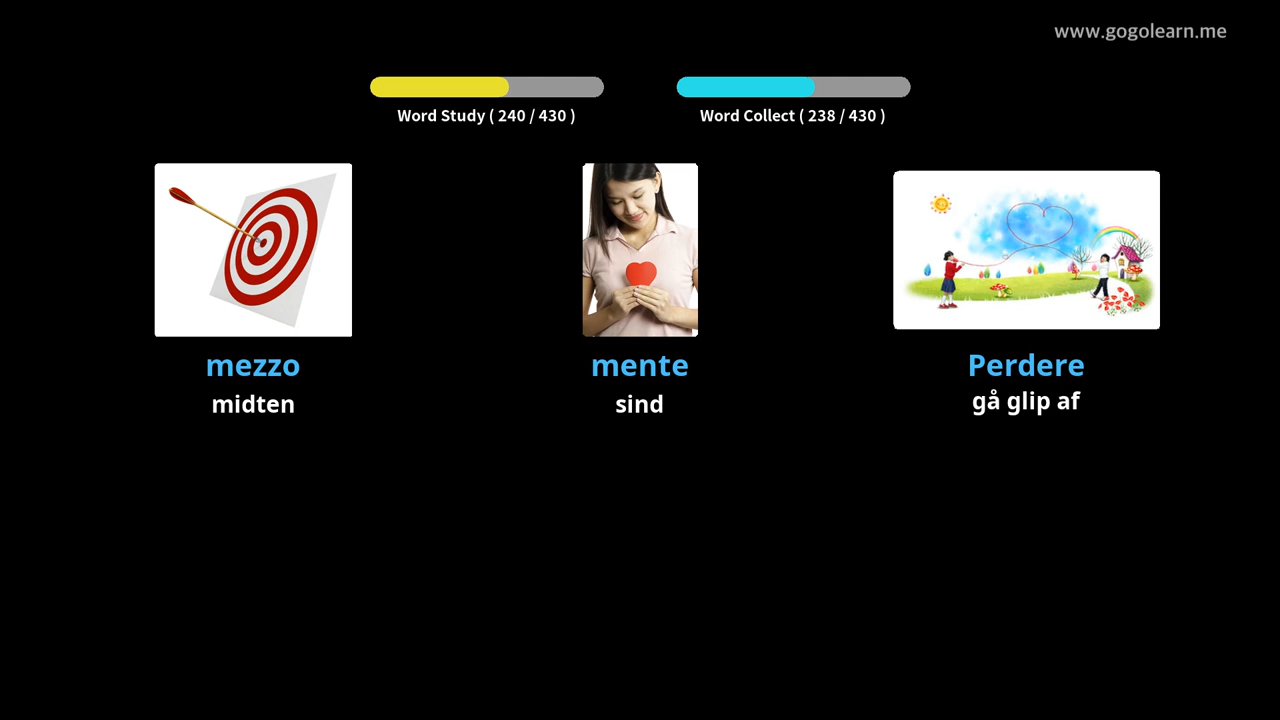 www.gogolearn.me
Word Study ( 240 / 430 )
Word Collect ( 238 / 430 )
mezzo
midten
mente
sind
Perdere
gå glip af